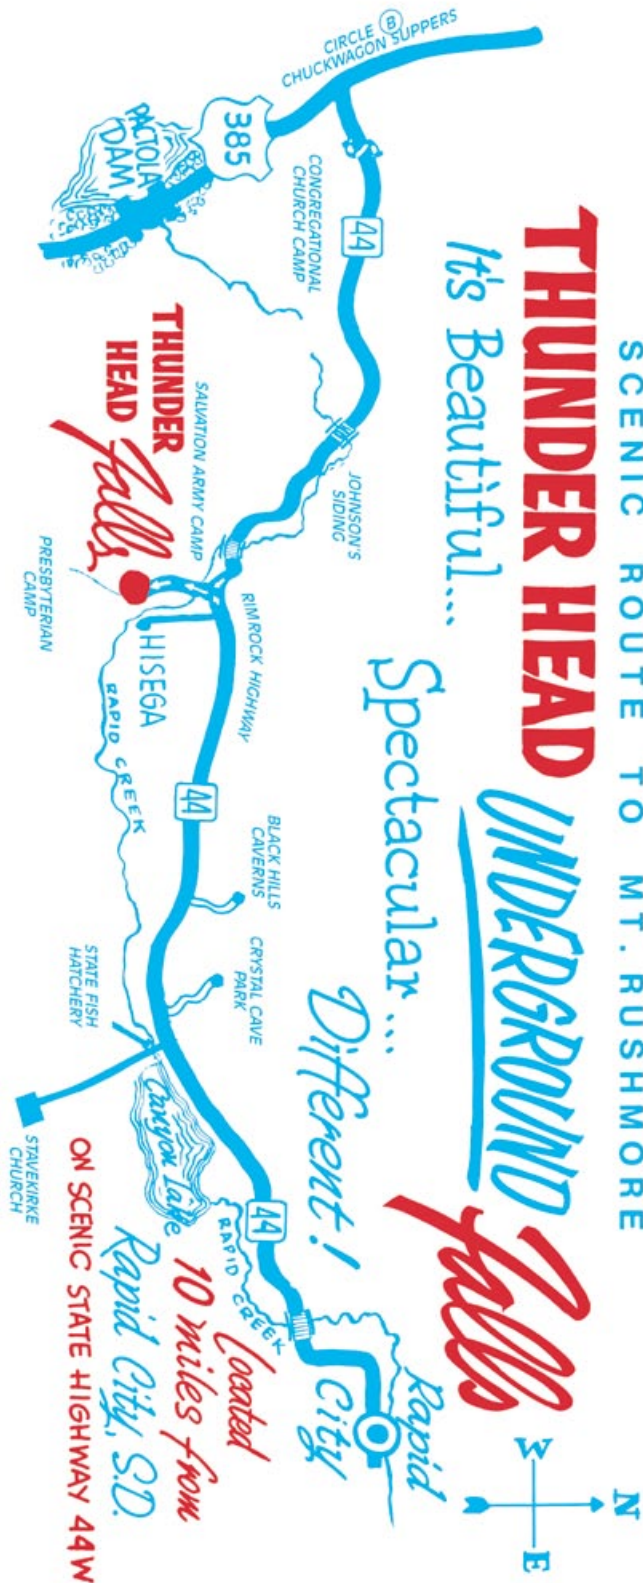 SCENIC ROUTE TO MT. RUSHMORE
THUNDER HEAD UNDERGROUND Falls
It's Beautiful...
Spectacular...
Different!
N
W
E
CIRCLE B
CHUCKWAGON SUPPERS
385
PACTOLA
DAM
CONGREGATIONAL
CHURCH CAMP
44
JOHNSON'S
SIDING
SALVATION ARMY CAMP
THUNDER
HEAD
Falls
PRESBYTERIAN
CAMP
HISEGA
RIMROCK HIGHWAY
RAPID CREEK
44
BLACK HILLS
CAVERNS
CRYSTAL CAVE
PARK
STATE FISH
HATCHERY
STAVEKIRKE
CHURCH
Canyon Lake
44
RAPID CREEK
Rapid
City
Located
10 miles from
Rapid City, S.D.
ON SCENIC STATE HIGHWAY 44W